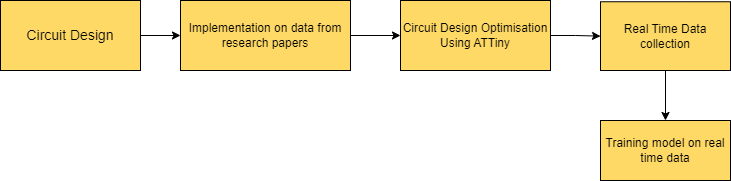 Circuit Design
Implementation on data from
research papers
Circuit Design Optimisation
Using ATTiny
Real Time Data
collection
Training model on real
time data